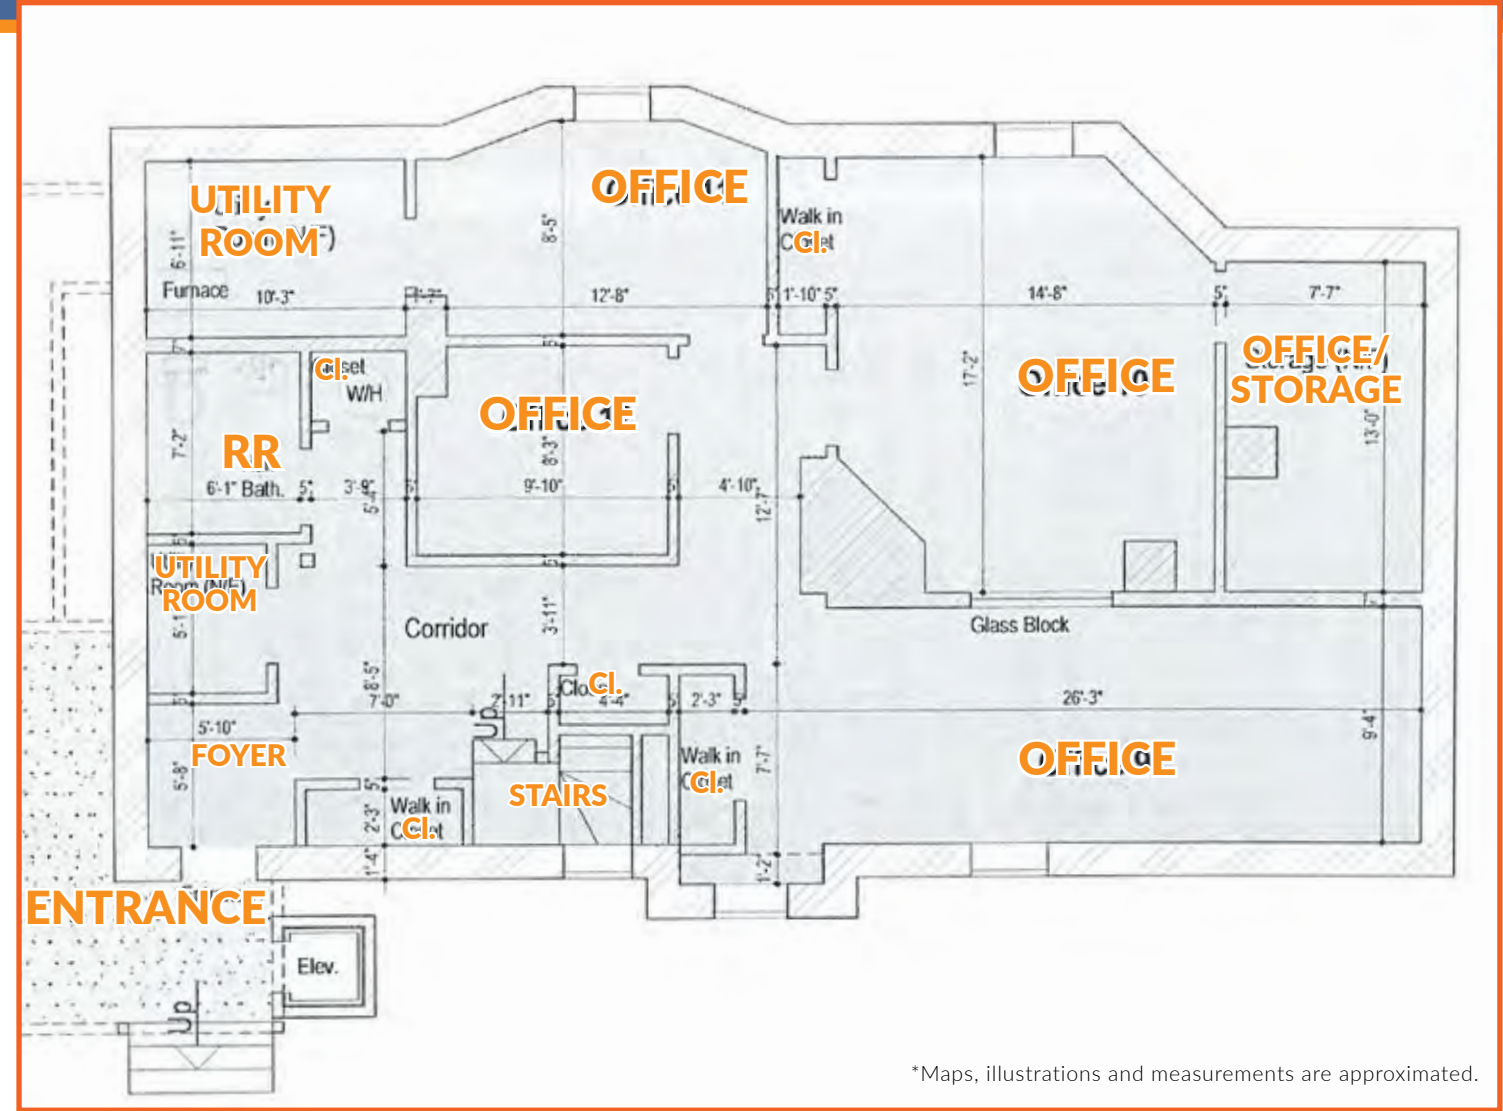 UTILITY
ROOM
OFFICE
Walk in
Cl.
6'-11"
8'-5"
Furnace
10'-3"
12'-8"
1'-10"
5"
14'-8"
5"
7'-7"
17'-2"
OFFICE
OFFICE/
STORAGE
13'-0"
Cl.
W/H
OFFICE
7'-2"
RR
6'-1" Bath.
5"
3'-9"
5'-4"
8'-3"
9'-10"
4'-10"
12'-7"
UTILITY
ROOM
Corridor
3'-11"
Glass Block
8'-5"
7'-0"
Up
Cl.
4'-4"
2'-3"
26'-3"
5'-10"
FOYER
5'-8"
9'-4"
Walk in
Cl.
7'-7"
OFFICE
STAIRS
5"
2'-3"
Walk in
Cl.
1'-4"
1'-2"
ENTRANCE
Elev.
Up
*Maps, illustrations and measurements are approximated.